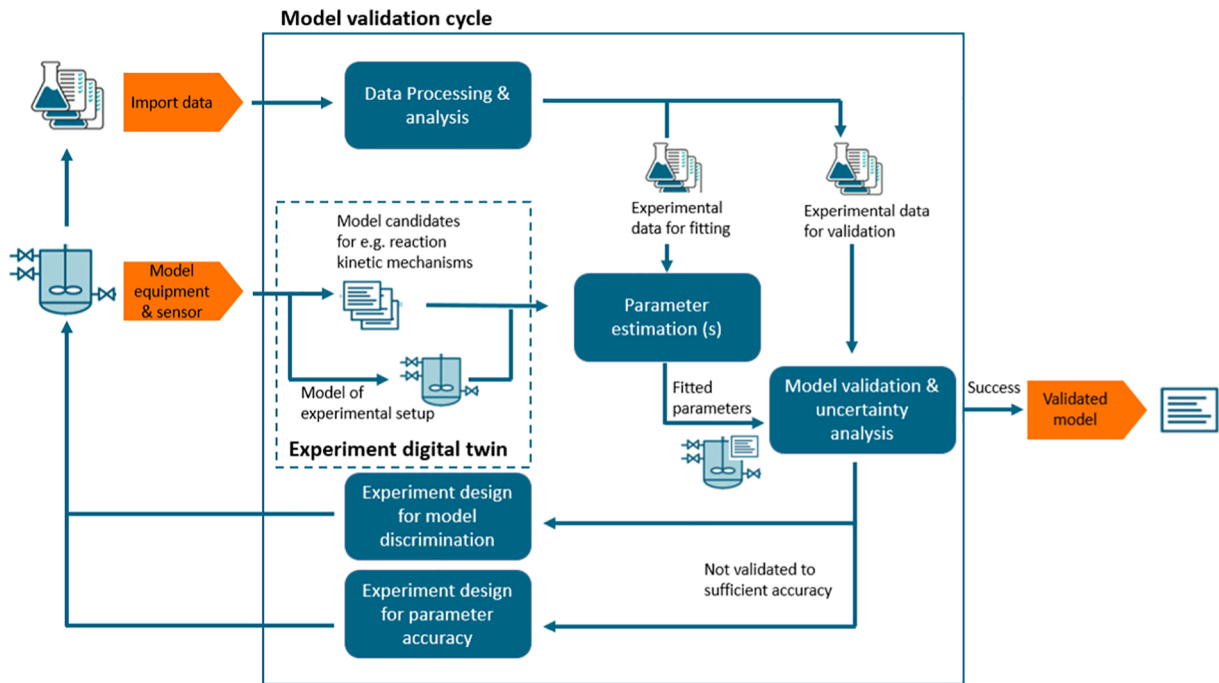 Model validation cycle
Import data
Data Processing &
analysis
Experimental
data for fitting
Experimental data
for validation
Model candidates
for e.g. reaction
kinetic mechanisms
Model
equipment
& sensor
Parameter
estimation (s)
Model of
experimental setup
Experiment digital twin
Fitted
parameters
Model validation &
uncertainty
analysis
Success
Validated
model
Experiment design
for model
discrimination
Not validated to
sufficient accuracy
Experiment design
for parameter
accuracy